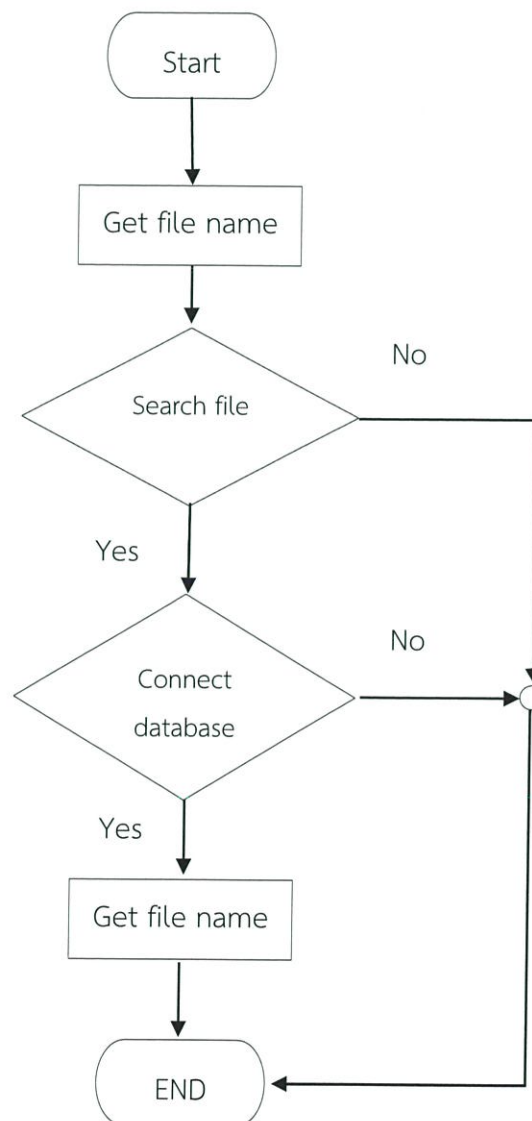 Start
Get file name
No
Search file
Yes
No
Connect
database
Yes
Get file name
END